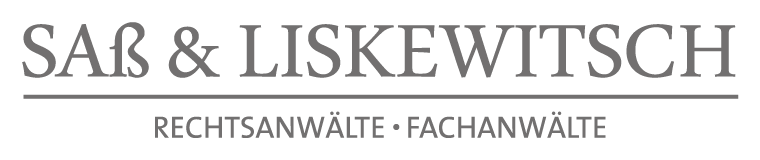 SAß & LISKEWITSCH
RECHTSANWÄLTE • FACHANWÄLTE